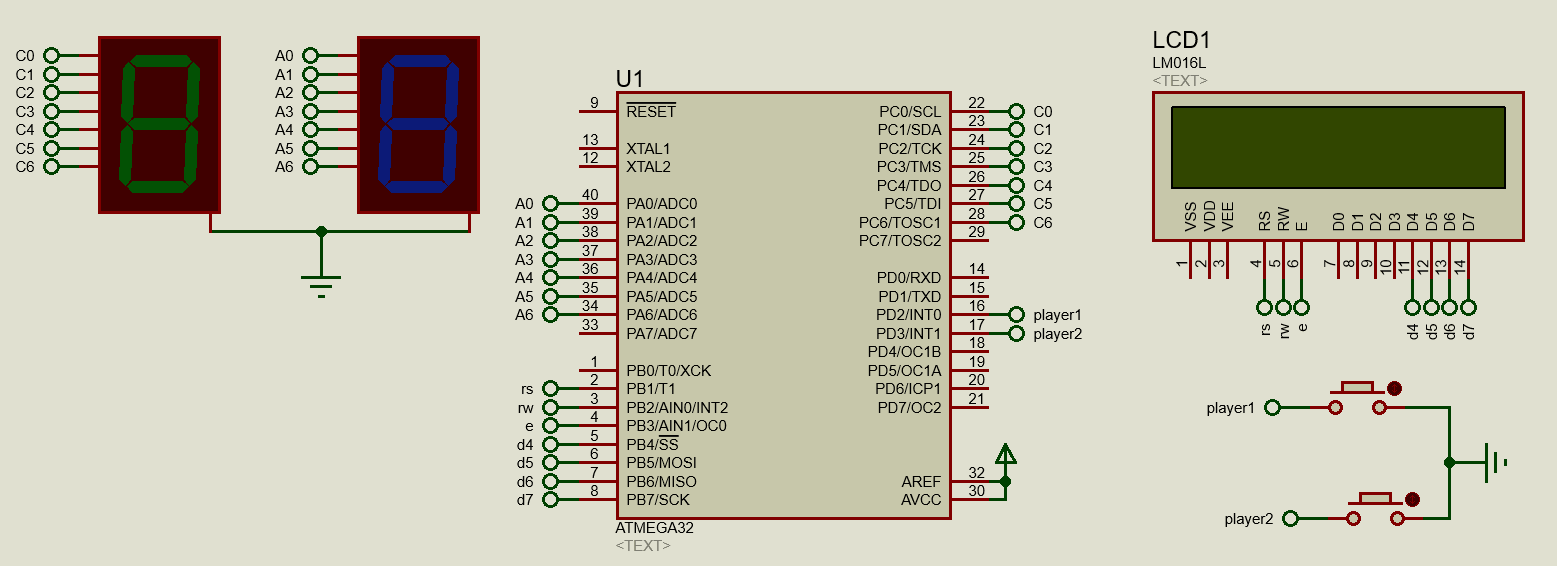 C0
C1
C2
C3
C4
C5
C6
A0
A1
A2
A3
A4
A5
A6
U1
9 RESET
13 XTAL1
12 XTAL2
A0 40 PA0/ADC0
A1 39 PA1/ADC1
A2 38 PA2/ADC2
A3 37 PA3/ADC3
A4 36 PA4/ADC4
A5 35 PA5/ADC5
A6 34 PA6/ADC6
33 PA7/ADC7
1 PB0/T0/XCK
rs 2 PB1/T1
rw 3 PB2/AIN0/INT2
e 4 PB3/AIN1/OC0
d4 5 PB4/SS
d5 6 PB5/MOSI
d6 7 PB6/MISO
d7 8 PB7/SCK
PC0/SCL 22 C0
PC1/SDA 23 C1
PC2/TCK 24 C2
PC3/TMS 25 C3
PC4/TDO 26 C4
PC5/TDI 27 C5
PC6/TOSC1 28 C6
PC7/TOSC2 29
PD0/RXD 14
PD1/TXD 15
PD2/INT0 16 player1
PD3/INT1 17 player2
PD4/OC1B 18
PD5/OC1A 19
PD6/ICP1 20
PD7/OC2 21
AREF 32
AVCC 30
ATMEGA32
<TEXT>
LCD1
LM016L
<TEXT>
VSS VDD VEE RS RW E D0 D1 D2 D3 D4 D5 D6 D7
1 2 3 4 5 6 7 8 9 10 11 12 13 14
rs rw e d4 d5 d6 d7
player1
player2